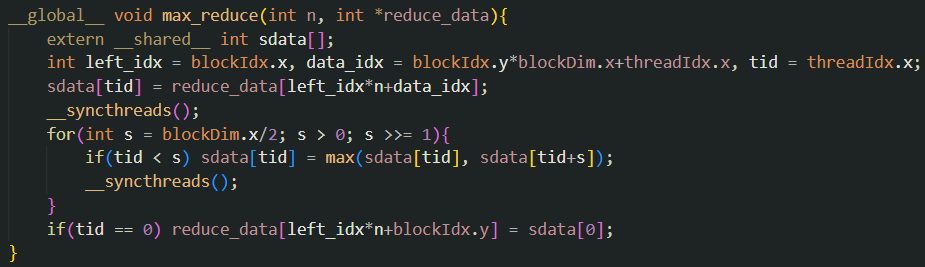 __global__ void max_reduce(int n, int *reduce_data){
    extern __shared__ int sdata[];
    int left_idx = blockIdx.x, data_idx = blockIdx.y*blockDim.x+threadIdx.x, tid = threadIdx.x;
    sdata[tid] = reduce_data[left_idx*n+data_idx];
    __syncthreads();
    for(int s = blockDim.x/2; s > 0; s >>= 1){
        if(tid < s) sdata[tid] = max(sdata[tid], sdata[tid+s]);
        __syncthreads();
    }
    if(tid == 0) reduce_data[left_idx*n+blockIdx.y] = sdata[0];
}